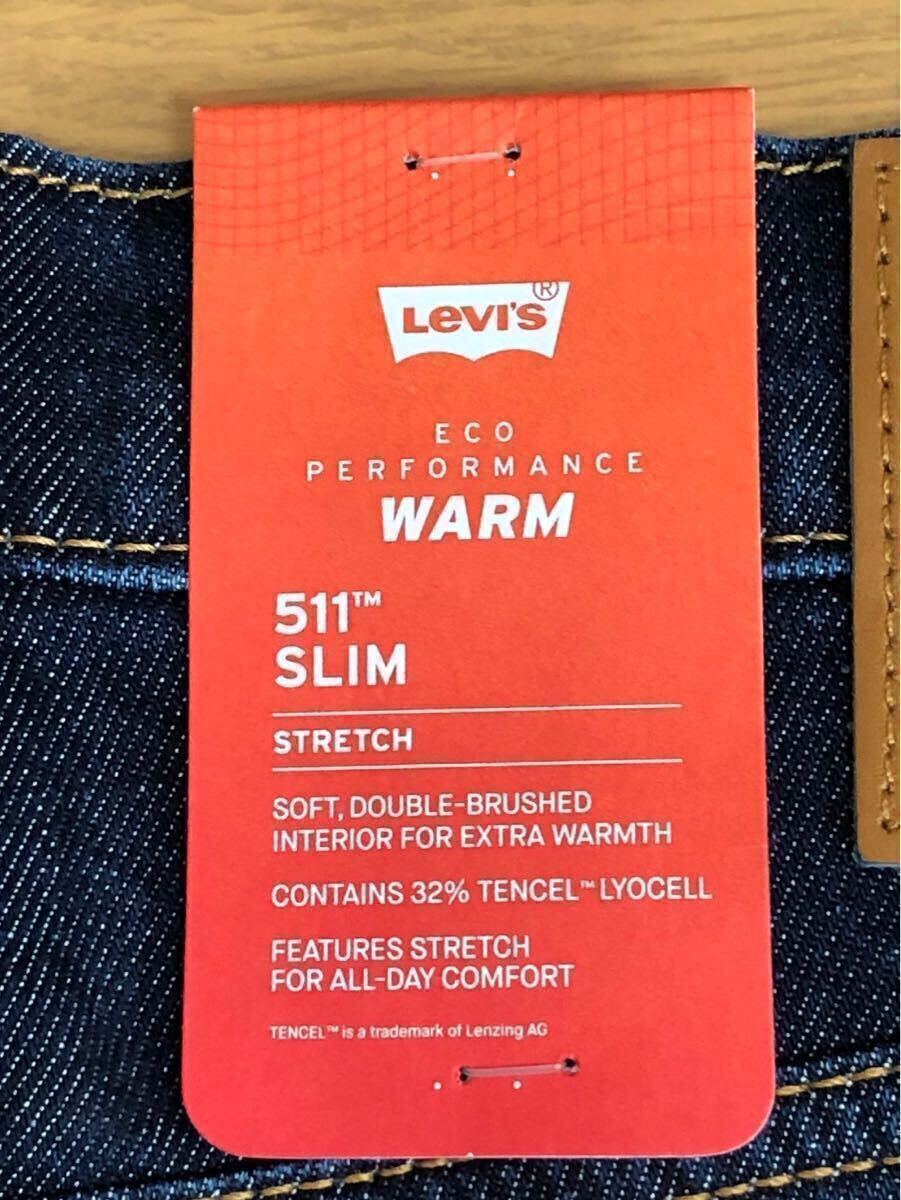 LEVI'S®
ECO
PERFORMANCE
WARM
511™
SLIM
STRETCH
SOFT, DOUBLE-BRUSHED
INTERIOR FOR EXTRA WARMTH
CONTAINS 32% TENCEL™ LYOCELL
FEATURES STRETCH
FOR ALL-DAY COMFORT
TENCEL™ is a trademark of Lenzing AG